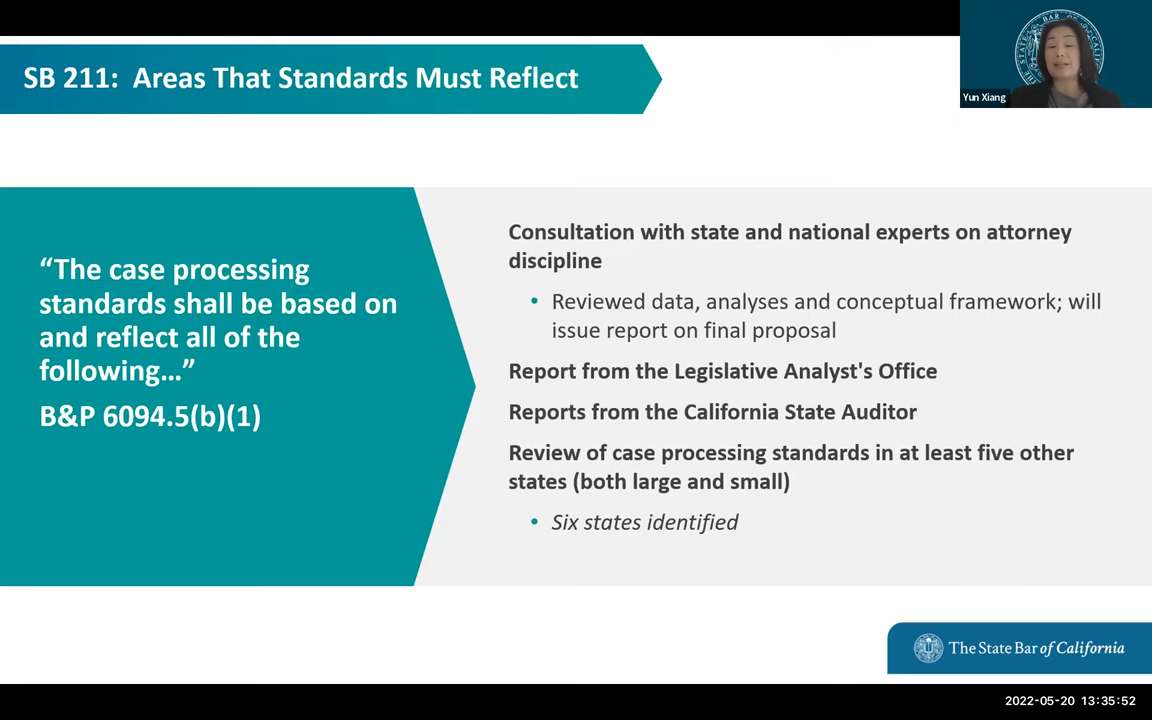 SB 211: Areas That Standards Must Reflect
Yun Xiang
“The case processing
standards shall be based on
and reflect all of the
following…”
B&P 6094.5(b)(1)
Consultation with state and national experts on attorney
discipline
• Reviewed data, analyses and conceptual framework; will
issue report on final proposal
Report from the Legislative Analyst's Office
Reports from the California State Auditor
Review of case processing standards in at least five other
states (both large and small)
• Six states identified
The State Bar of California
2022-05-20 13:35:52